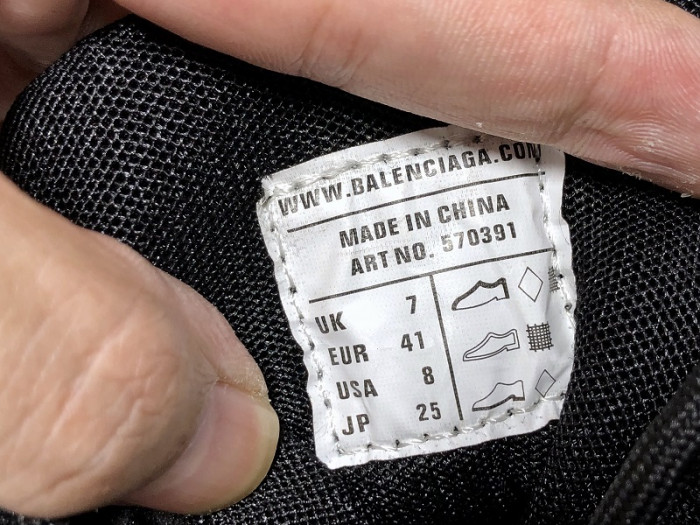 WWW.BALENCIAGA.COM
MADE IN CHINA
ART NO. 570391
UK 7
EUR 41
USA 8
JP 25